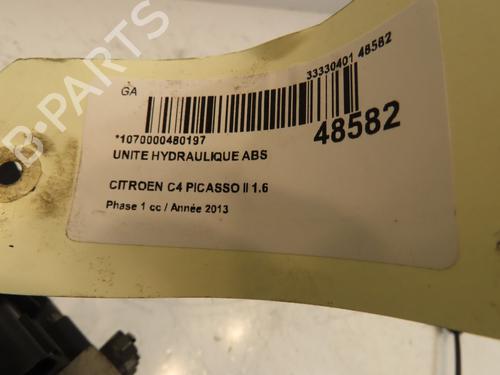 33330401 48582
GA
48582
*1070000480197
UNITE HYDRAULIQUE ABS
CITROEN C4 PICASSO II 1.6
Phase 1 cc / Année 2013
B-PARTS